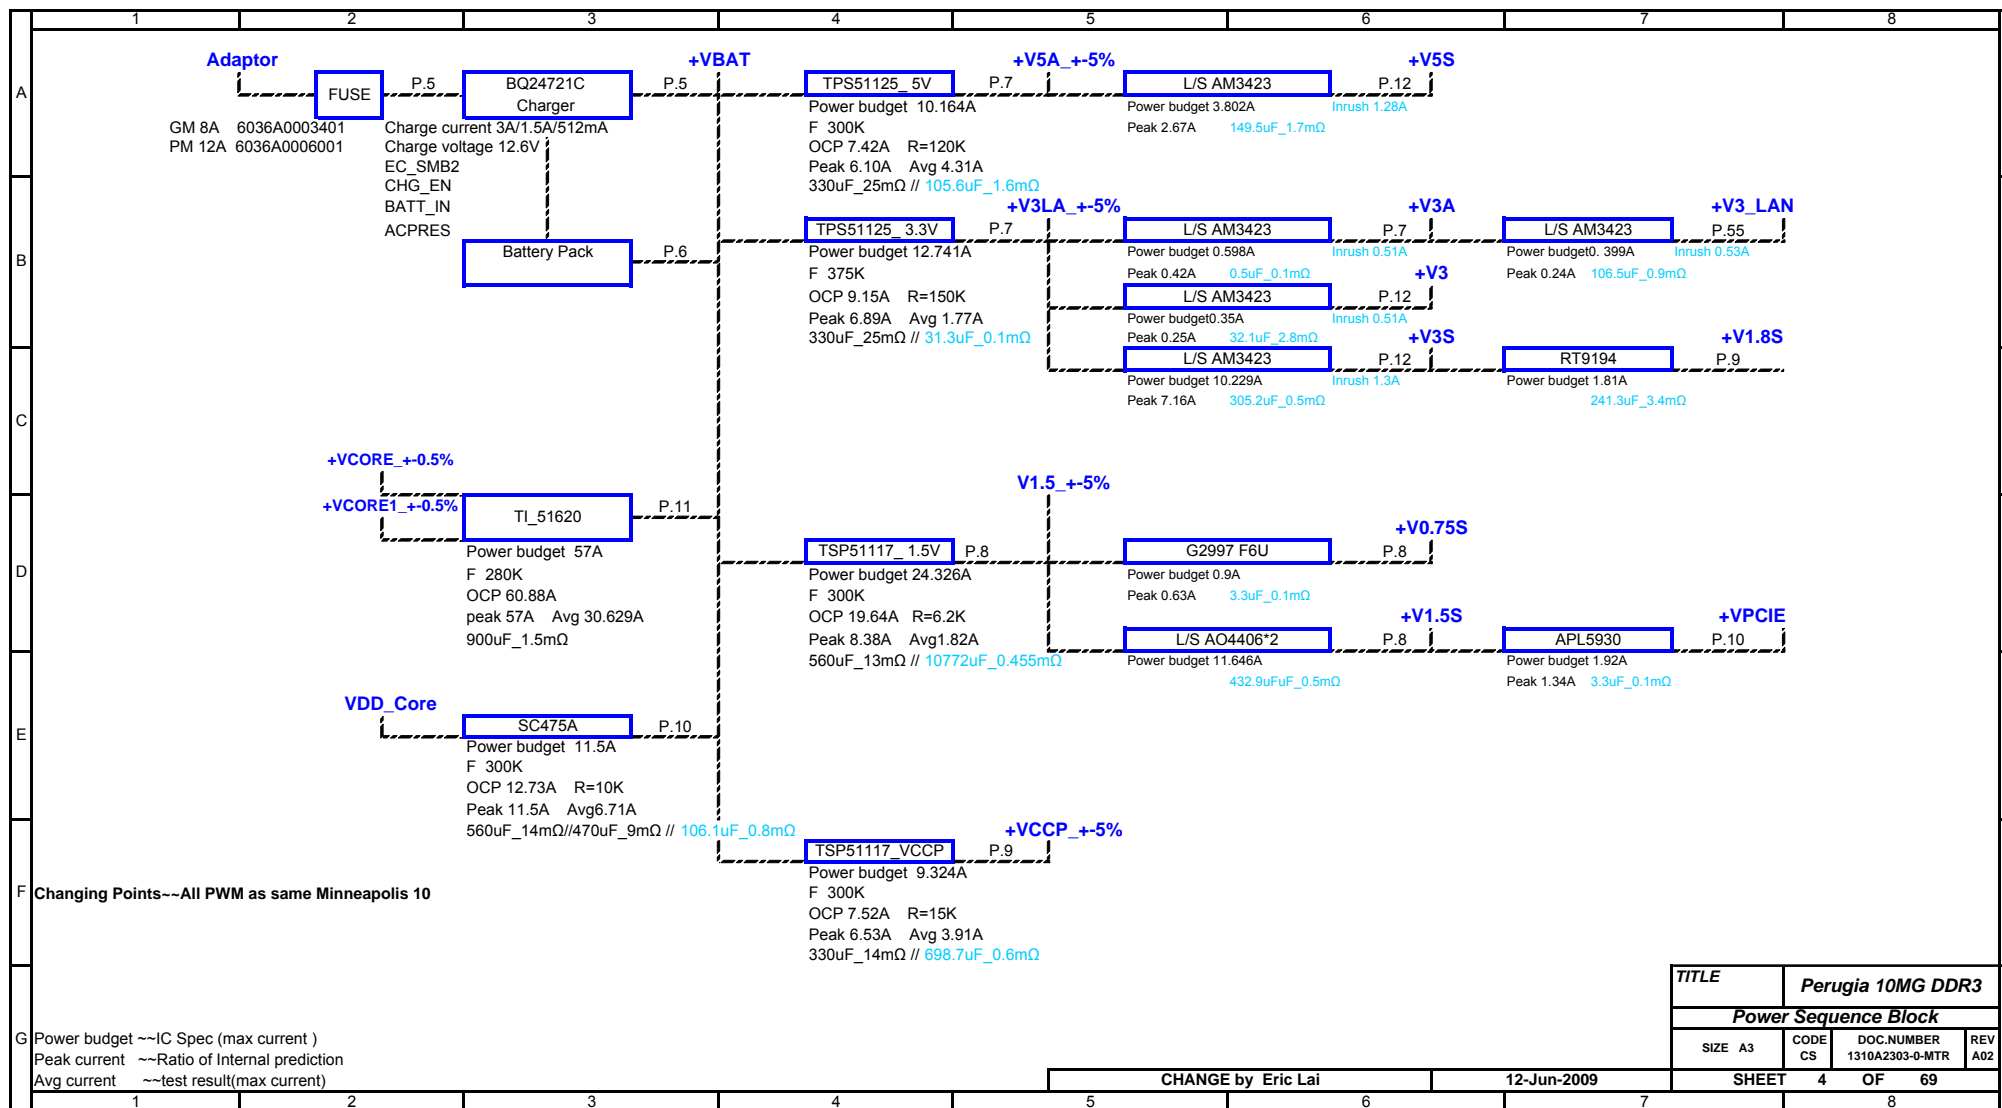 1 2 3 4 5 6 7 8
A
B
C
D
E
F
G
Adaptor
FUSE
P.5
GM 8A 6036A0003401
PM 12A 6036A0006001
BQ24721C
Charger
P.5
Charge current 3A/1.5A/512mA
Charge voltage 12.6V
EC_SMB2
CHG_EN
BATT_IN
ACPRES
Battery Pack
P.6
+VBAT
TPS51125_ 5V
P.7
Power budget 10.164A
F 300K
OCP 7.42A R=120K
Peak 6.10A Avg 4.31A
330uF_25mΩ // 105.6uF_1.6mΩ
+V5A_+-5%
L/S AM3423
P.12
+V5S
Power budget 3.802A
Inrush 1.28A
Peak 2.67A 149.5uF_1.7mΩ
TPS51125_ 3.3V
P.7
Power budget 12.741A
F 375K
OCP 9.15A R=150K
Peak 6.89A Avg 1.77A
330uF_25mΩ // 31.3uF_0.1mΩ
+V3LA_+-5%
L/S AM3423
P.7
+V3A
Power budget 0.598A
Inrush 0.51A
Peak 0.42A 0.5uF_0.1mΩ
L/S AM3423
P.55
+V3_LAN
Power budget0. 399A
Inrush 0.53A
Peak 0.24A 106.5uF_0.9mΩ
L/S AM3423
P.12
+V3
Power budget0.35A
Inrush 0.51A
Peak 0.25A 32.1uF_2.8mΩ
L/S AM3423
P.12
+V3S
Power budget 10.229A
Inrush 1.3A
Peak 7.16A 305.2uF_0.5mΩ
RT9194
P.9
+V1.8S
Power budget 1.81A
241.3uF_3.4mΩ
+VCORE_+-0.5%
+VCORE1_+-0.5%
TI_51620
P.11
Power budget 57A
F 280K
OCP 60.88A
peak 57A Avg 30.629A
900uF_1.5mΩ
V1.5_+-5%
TSP51117_ 1.5V
P.8
Power budget 24.326A
F 300K
OCP 19.64A R=6.2K
Peak 8.38A Avg1.82A
560uF_13mΩ // 10772uF_0.455mΩ
G2997 F6U
P.8
+V0.75S
Power budget 0.9A
Peak 0.63A 3.3uF_0.1mΩ
L/S AO4406*2
P.8
+V1.5S
Power budget 11.646A
432.9uFuF_0.5mΩ
APL5930
P.10
+VPCIE
Power budget 1.92A
Peak 1.34A 3.3uF_0.1mΩ
VDD_Core
SC475A
P.10
Power budget 11.5A
F 300K
OCP 12.73A R=10K
Peak 11.5A Avg6.71A
560uF_14mΩ//470uF_9mΩ // 106.1uF_0.8mΩ
+VCCP_+-5%
TSP51117_VCCP
P.9
Power budget 9.324A
F 300K
OCP 7.52A R=15K
Peak 6.53A Avg 3.91A
330uF_14mΩ // 698.7uF_0.6mΩ
Changing Points~~All PWM as same Minneapolis 10
Power budget ~~IC Spec (max current )
Peak current ~~Ratio of Internal prediction
Avg current ~~test result(max current)
TITLE
Perugia 10MG DDR3
Power Sequence Block
SIZE A3
CODE
CS
DOC.NUMBER
1310A2303-0-MTR
REV
A02
CHANGE by Eric Lai
12-Jun-2009
SHEET 4 OF 69
1 2 3 4 5 6 7 8